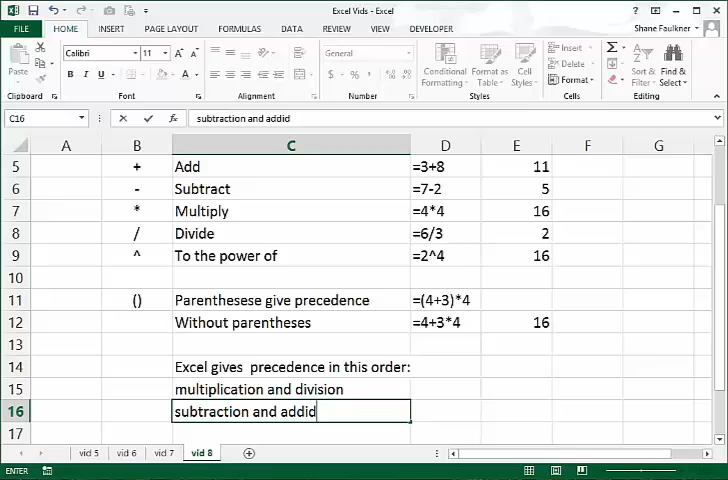 Excel Vids - Excel
FILE HOME INSERT PAGE LAYOUT FORMULAS DATA REVIEW VIEW DEVELOPER Shane Faulkner
Paste Calibri 11 General Conditional Formatting Format as Table Cell Styles Insert Delete Format Sort & Filter Find & Select
Clipboard Font Alignment Number Styles Cells Editing
C16 subtraction and addid
A B C D E F G
5 + Add =3+8 11
6 - Subtract =7-2 5
7 * Multiply =4*4 16
8 / Divide =6/3 2
9 ^ To the power of =2^4 16
10
11 () Parenthesese give precedence =(4+3)*4
12 Without parentheses =4+3*4 16
13
14 Excel gives  precedence in this order:
15 multiplication and division
16 subtraction and addid
17
vid 5 vid 6 vid 7 vid 8
ENTER